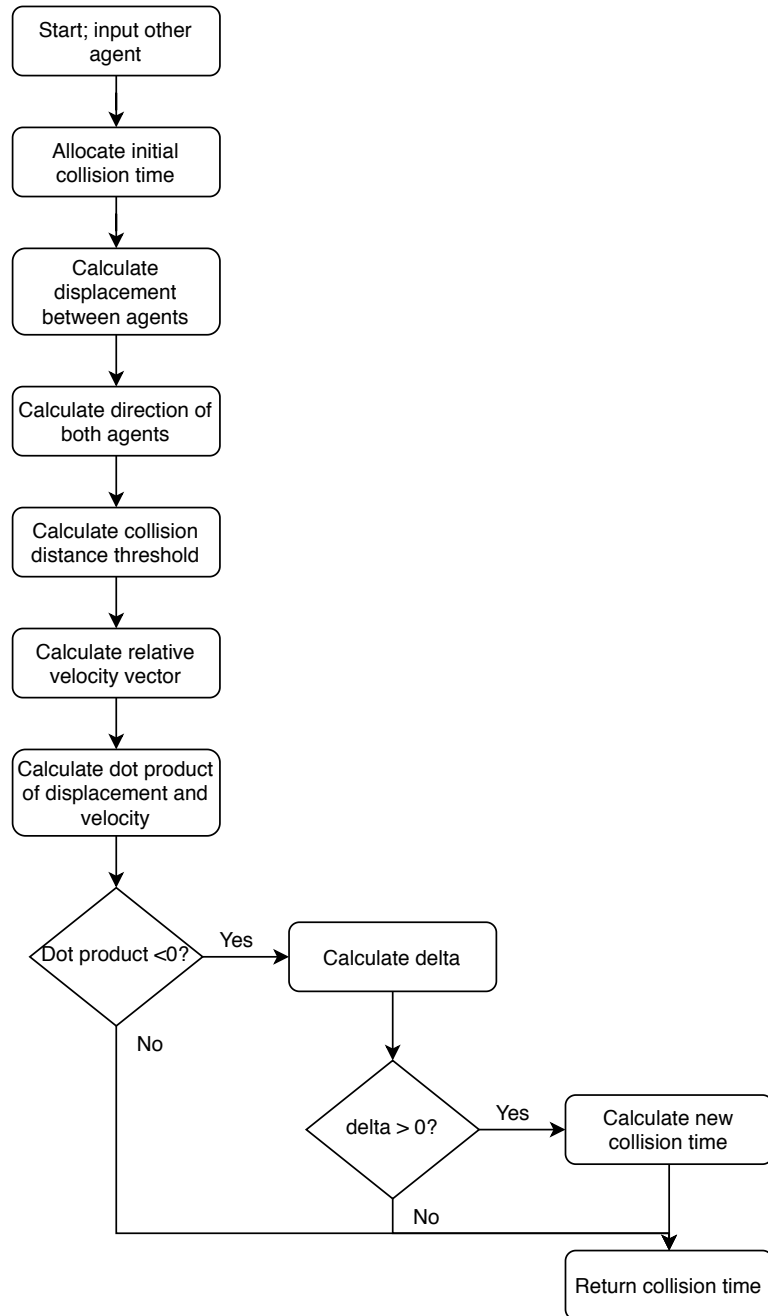 Start; input other
agent
Allocate initial
collision time
Calculate
displacement
between agents
Calculate direction of
both agents
Calculate collision
distance threshold
Calculate relative
velocity vector
Calculate dot product
of displacement and
velocity
Dot product <0?
Yes
Calculate delta
No
delta > 0?
Yes
Calculate new
collision time
No
Return collision time